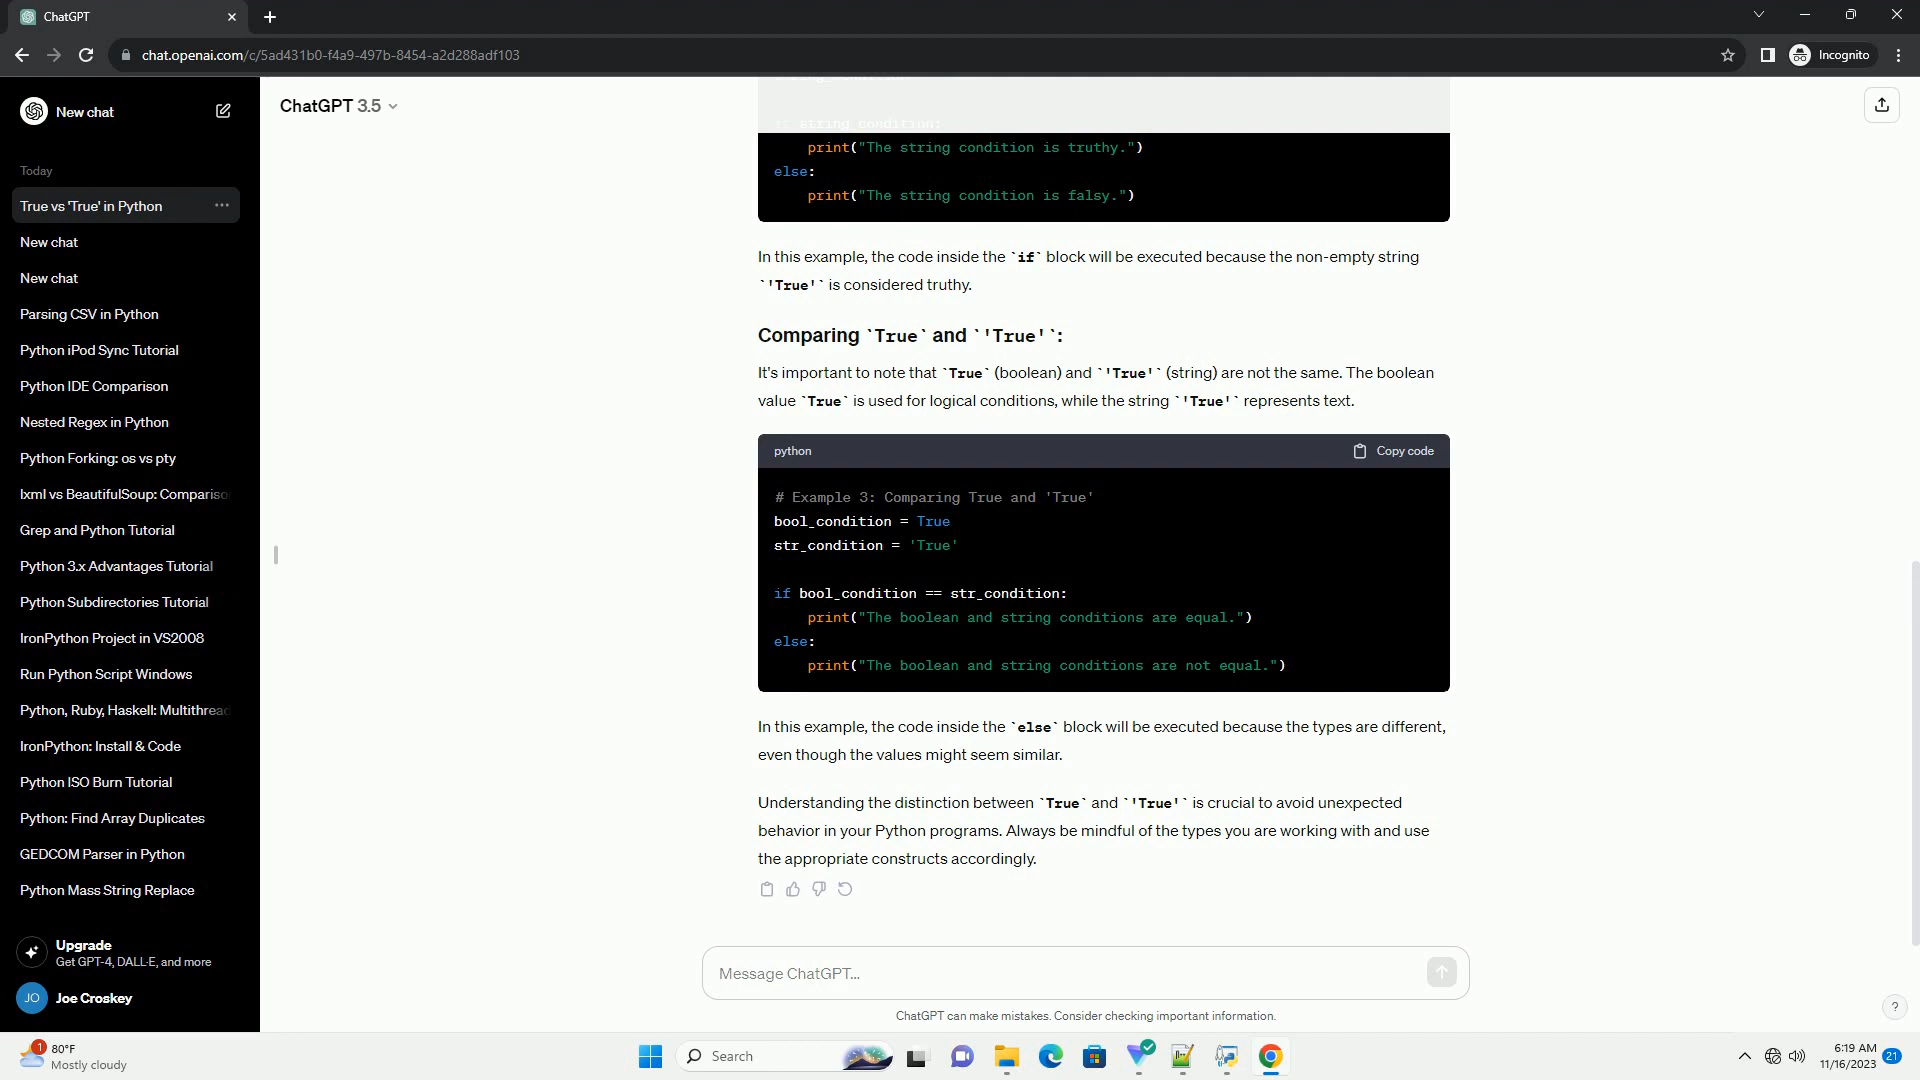 ChatGPT
chat.openai.com/c/5ad431b0-f4a9-497b-8454-a2d288adf103
Incognito
New chat
Today
True vs 'True' in Python
New chat
New chat
Parsing CSV in Python
Python iPod Sync Tutorial
Python IDE Comparison
Nested Regex in Python
Python Forking: os vs pty
lxml vs BeautifulSoup: Compariso
Grep and Python Tutorial
Python 3.x Advantages Tutorial
Python Subdirectories Tutorial
IronPython Project in VS2008
Run Python Script Windows
Python, Ruby, Haskell: Multithread
IronPython: Install & Code
Python ISO Burn Tutorial
Python: Find Array Duplicates
GEDCOM Parser in Python
Python Mass String Replace
Upgrade
Get GPT-4, DALL·E, and more
JO Joe Croskey
ChatGPT 3.5
string_condition:
print("The string condition is truthy.")
else:
print("The string condition is falsy.")
In this example, the code inside the `if` block will be executed because the non-empty string
`'True'` is considered truthy.
Comparing `True` and `'True'`:
It's important to note that `True` (boolean) and `'True'` (string) are not the same. The boolean
value `True` is used for logical conditions, while the string `'True'` represents text.
python Copy code
# Example 3: Comparing True and 'True'
bool_condition = True
str_condition = 'True'
if bool_condition == str_condition:
print("The boolean and string conditions are equal.")
else:
print("The boolean and string conditions are not equal.")
In this example, the code inside the `else` block will be executed because the types are different,
even though the values might seem similar.
Understanding the distinction between `True` and `'True'` is crucial to avoid unexpected
behavior in your Python programs. Always be mindful of the types you are working with and use
the appropriate constructs accordingly.
Message ChatGPT...
ChatGPT can make mistakes. Consider checking important information.
?
1
80°F
Mostly cloudy
Search
6:19 AM
11/16/2023
21